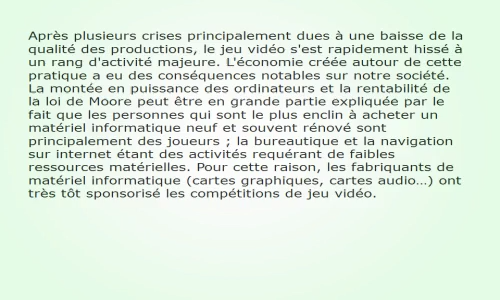 Après plusieurs crises principalement dues à une baisse de la
qualité des productions, le jeu vidéo s'est rapidement hissé à
un rang d'activité majeure. L'économie créée autour de cette
pratique a eu des conséquences notables sur notre société.
La montée en puissance des ordinateurs et la rentabilité de
la loi de Moore peut être en grande partie expliquée par le
fait que les personnes qui sont le plus enclin à acheter un
matériel informatique neuf et souvent rénové sont
principalement des joueurs ; la bureautique et la navigation
sur internet étant des activités requérant de faibles
ressources matérielles. Pour cette raison, les fabriquants de
matériel informatique (cartes graphiques, cartes audio…) ont
très tôt sponsorisé les compétitions de jeu vidéo.